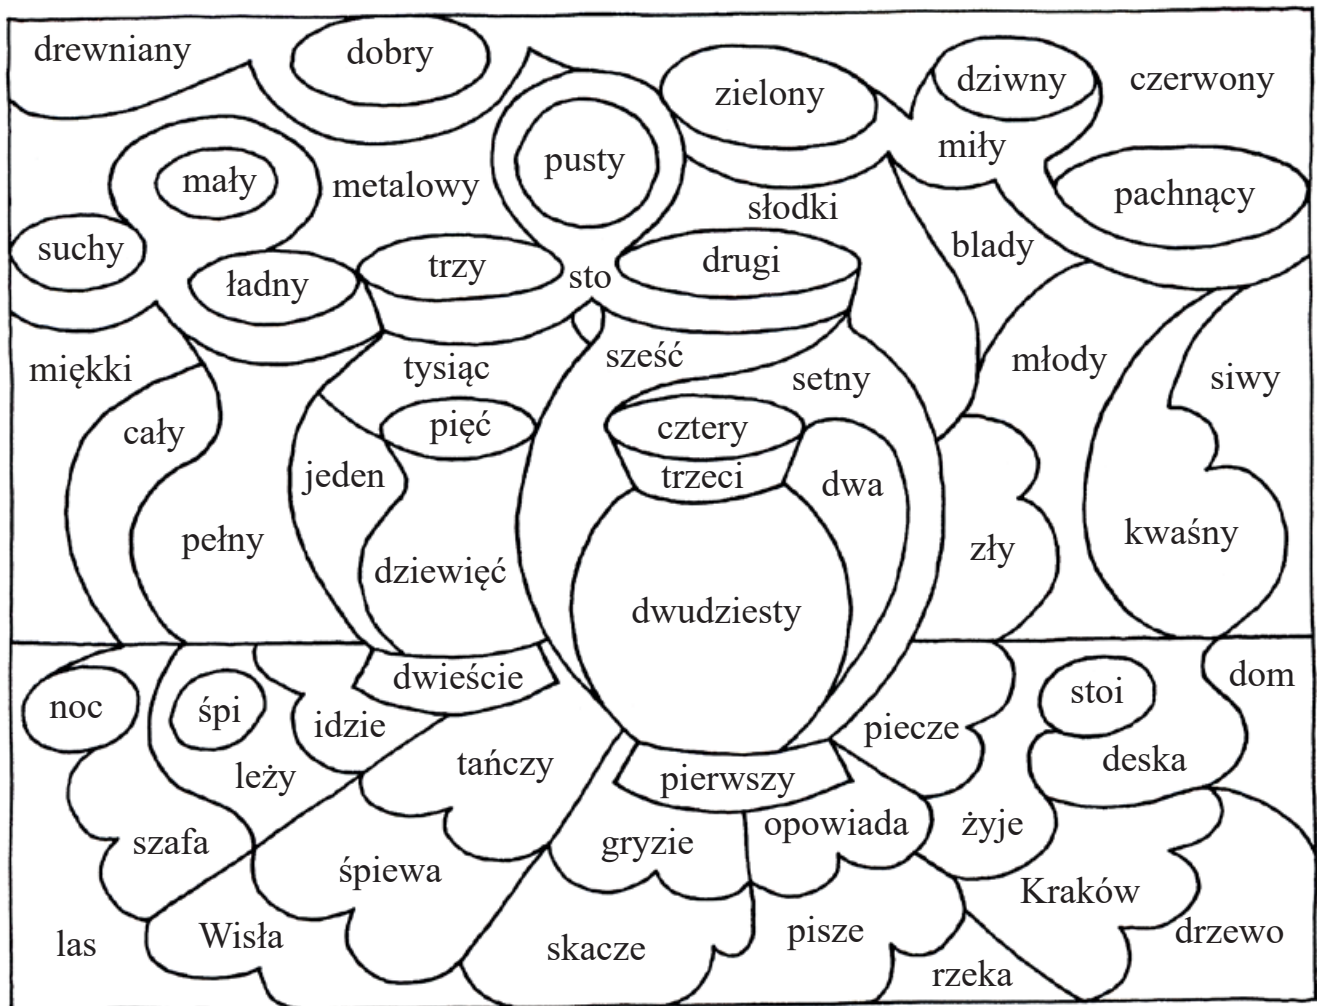 drewniany
dobry
zielony
dziwny
czerwony
miły
pusty
mały
metalowy
pachnący
słodki
suchy
blady
ładny
trzy
sto
drugi
miękki
tysiąc
sześć
setny
młody
siwy
cały
pięć
cztery
jeden
trzeci
dwa
pełny
dziewięć
zły
kwaśny
dwudziesty
noc
śpi
dwieście
stoi
dom
idzie
piecze
leży
tańczy
pierwszy
deska
szafa
śpiewa
gryzie
opowiada
żyje
Kraków
las
Wisła
skacze
pisze
rzeka
drzewo